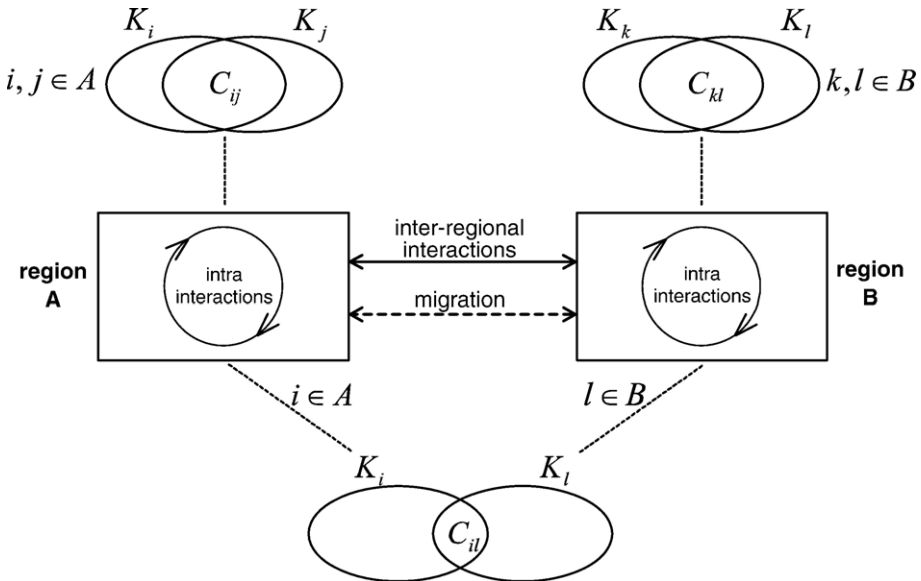 K_i K_j
K_k K_l
i, j ∈ A
C_ij
C_kl
k, l ∈ B
inter-regional
interactions
region
A
intra
interactions
migration
intra
interactions
region
B
i ∈ A
l ∈ B
K_i
K_l
C_il